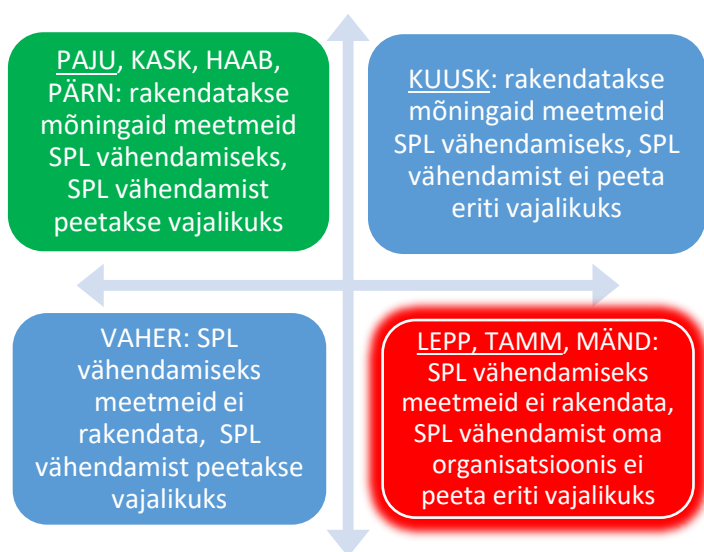 PAJU, KASK, HAAB,
PÄRN: rakendatakse
mõningaid meetmeid
SPL vähendamiseks,
SPL vähendamist
peetakse vajalikuks
KUUSK: rakendatakse
mõningaid meetmeid
SPL vähendamiseks, SPL
vähendamist ei peeta
eriti vajalikuks
VAHER: SPL
vähendamiseks
meetmeid ei
rakendata, SPL
vähendamist peetakse
vajalikuks
LEPP, TAMM, MÄND:
SPL vähendamiseks
meetmeid ei rakendata,
SPL vähendamist oma
organisatsioonis ei
peeta eriti vajalikuks